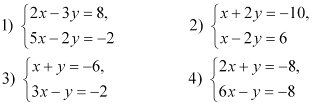 1) { 2x − 3y = 8,
5x − 2y = −2
2) { x + 2y = −10,
x − 2y = 6
3) { x + y = −6,
3x − y = −2
4) { 2x + y = −8,
6x − y = −8